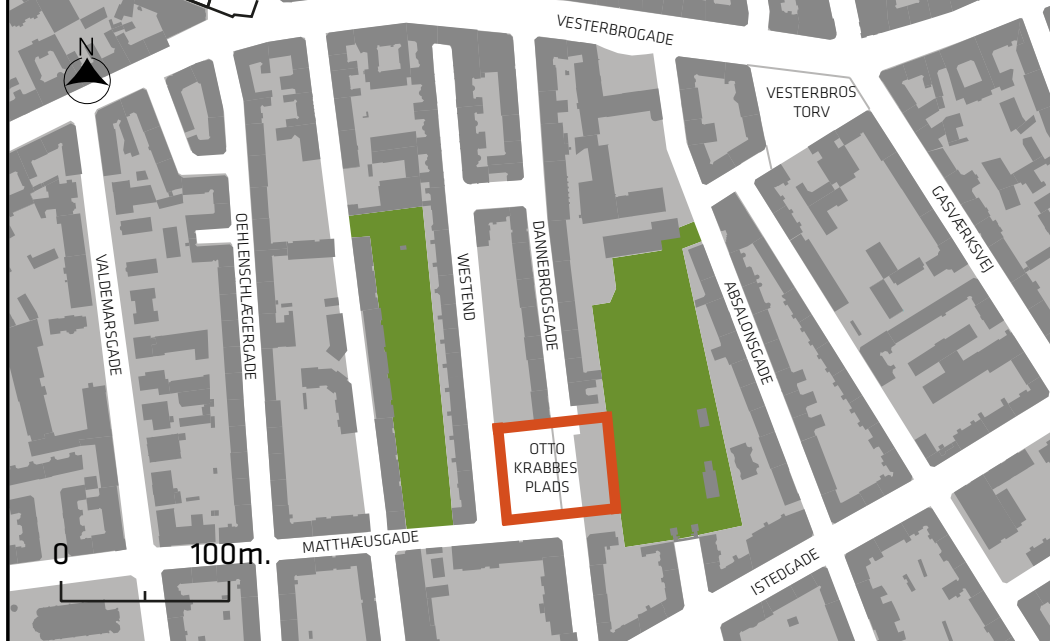 VESTERBROGADE
N
VESTERBROS
TORV
GASVÆRKSVEJ
OEHLENSCHLÆGERGADE
DANNEBROGSGADE
VALDEMARSGADE
WESTEND
ABSALONSGADE
OTTO
KRABBES
PLADS
MATTHÆUSGADE
0 100m.
ISTEDGADE